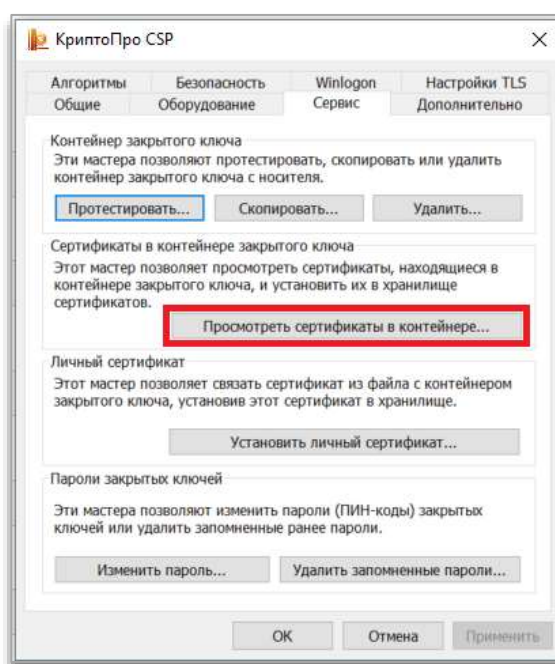 КриптоПро CSP
Алгоритмы Безопасность Winlogon Настройки TLS
Общие Оборудование Сервис Дополнительно
Контейнер закрытого ключа
Эти мастера позволяют протестировать, скопировать или удалить
контейнер закрытого ключа с носителя.
Протестировать... Скопировать... Удалить...
Сертификаты в контейнере закрытого ключа
Этот мастер позволяет просмотреть сертификаты, находящиеся в
контейнере закрытого ключа, и установить их в хранилище
сертификатов.
Просмотреть сертификаты в контейнере...
Личный сертификат
Этот мастер позволяет связать сертификат из файла с контейнером
закрытого ключа, установив этот сертификат в хранилище.
Установить личный сертификат...
Пароли закрытых ключей
Эти мастера позволяют изменить пароли (ПИН-коды) закрытых
ключей или удалить запомненные ранее пароли.
Изменить пароль... Удалить запомненные пароли...
ОК Отмена Применить